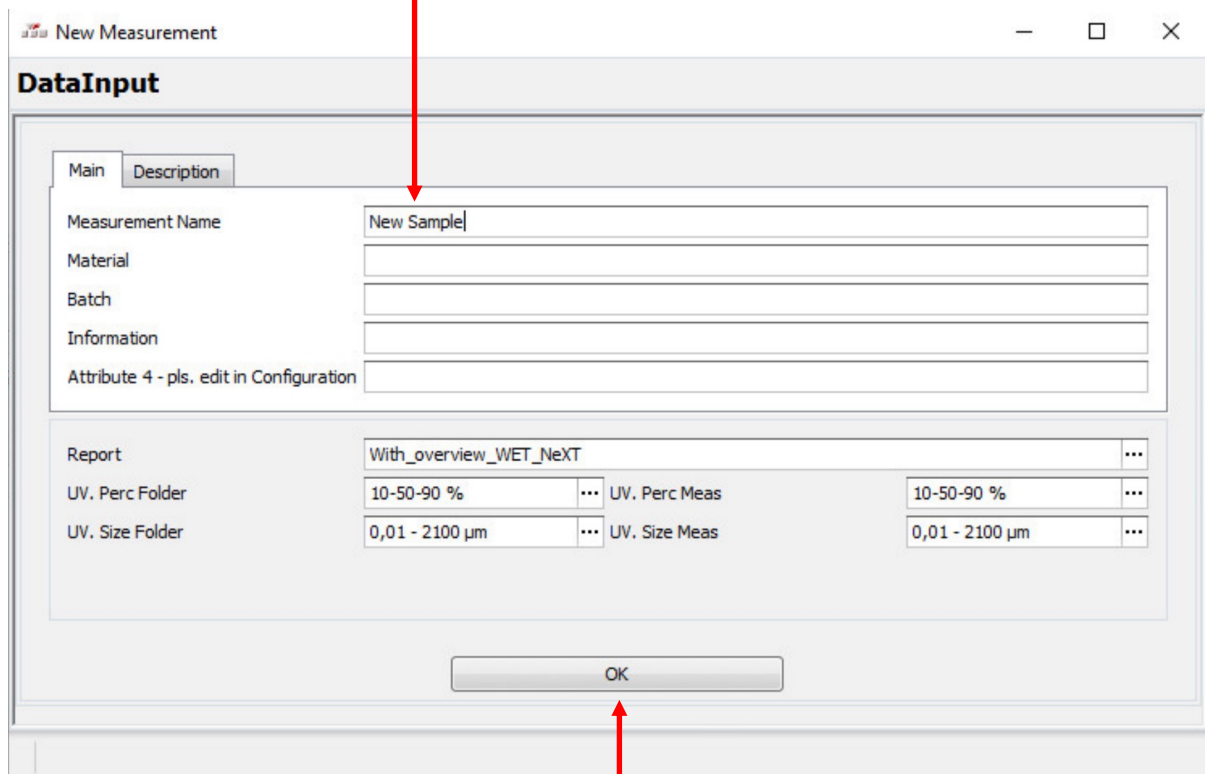 New Measurement
DataInput
Main Description
Measurement Name New Sample
Material
Batch
Information
Attribute 4 - pls. edit in Configuration
Report With_overview_WET_NeXT ...
UV. Perc Folder 10-50-90 % ... UV. Perc Meas 10-50-90 % ...
UV. Size Folder 0,01 - 2100 µm ... UV. Size Meas 0,01 - 2100 µm ...
OK